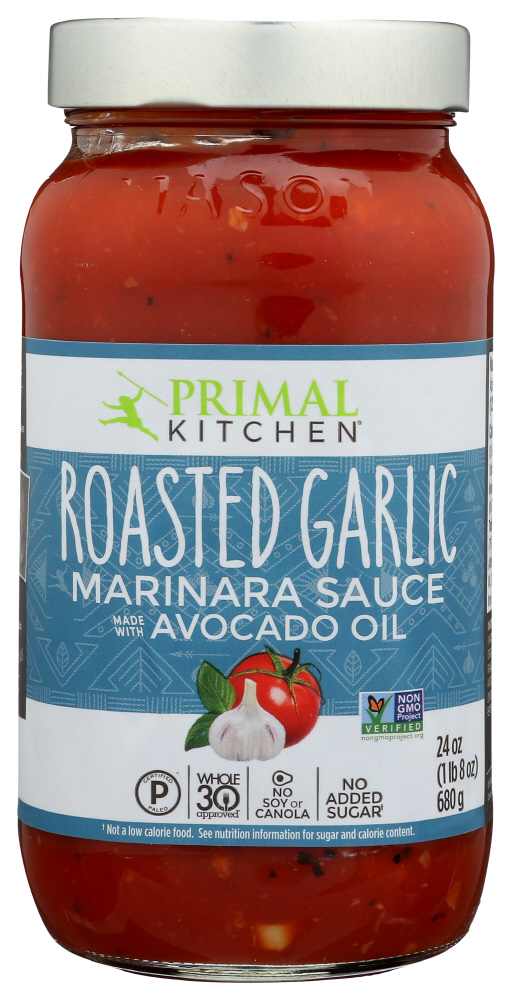 MASON
PRIMAL
KITCHEN®
ROASTED GARLIC
MARINARA SAUCE
MADE WITH AVOCADO OIL
NON
GMO
Project
VERIFIED
nongmoproject.org
24 oz
(1 lb 8 oz)
680 g
CERTIFIED
P
PALEO
WHOLE
30
approved
NO
SOY or
CANOLA
NO
ADDED
SUGAR†
†Not a low calorie food. See nutrition information for sugar and calorie content.